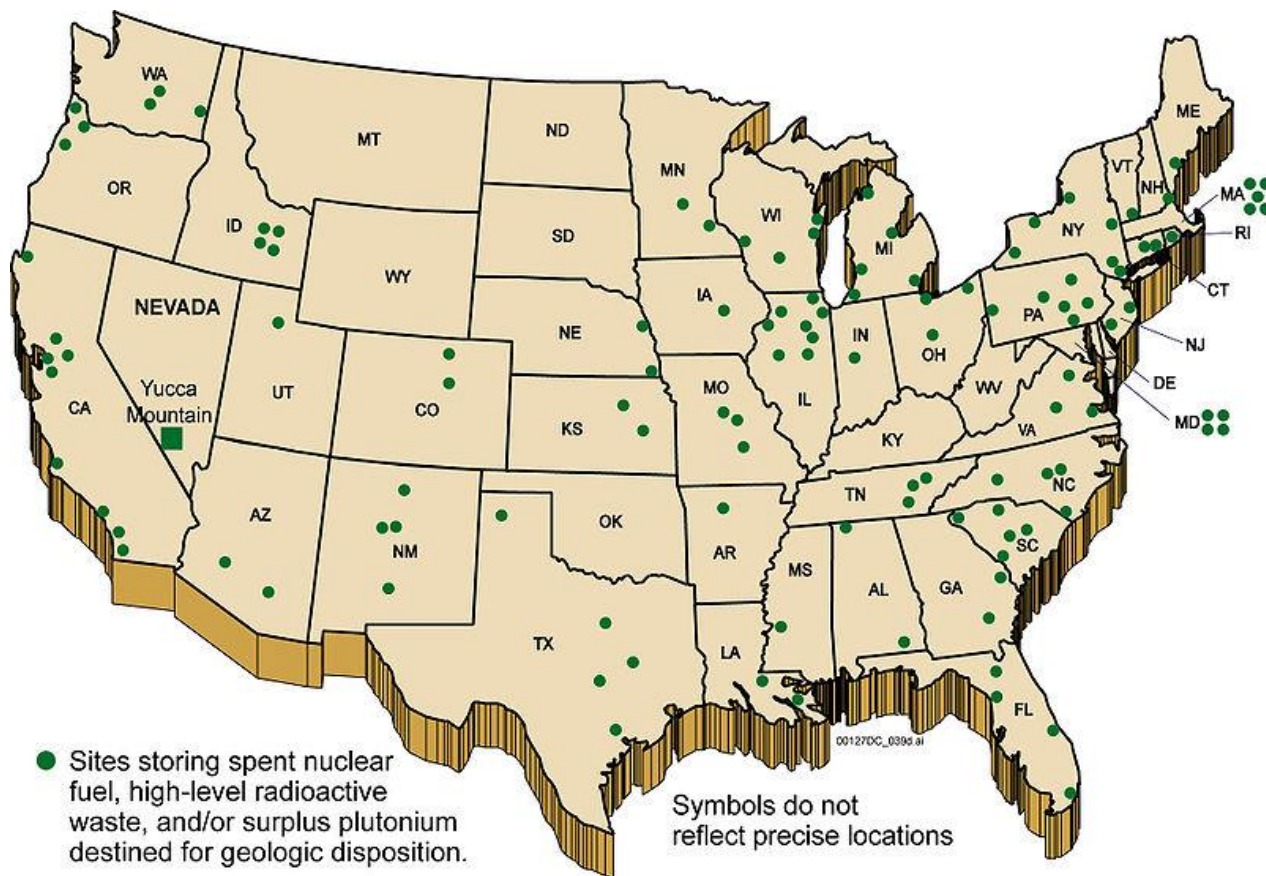 WA
MT
ND
MN
ME
VT
NH
OR
ID
SD
WI
MI
NY
MA
RI
WY
NEVADA
IA
PA
CT
NE
IN
OH
NJ
Yucca
Mountain
CA
UT
CO
KS
MO
IL
WV
DE
MD
VA
KY
AZ
NM
OK
TN
NC
AR
SC
MS
AL
GA
TX
LA
FL
00127DC_039d.ai
Sites storing spent nuclear
fuel, high-level radioactive
waste, and/or surplus plutonium
destined for geologic disposition.
Symbols do not
reflect precise locations